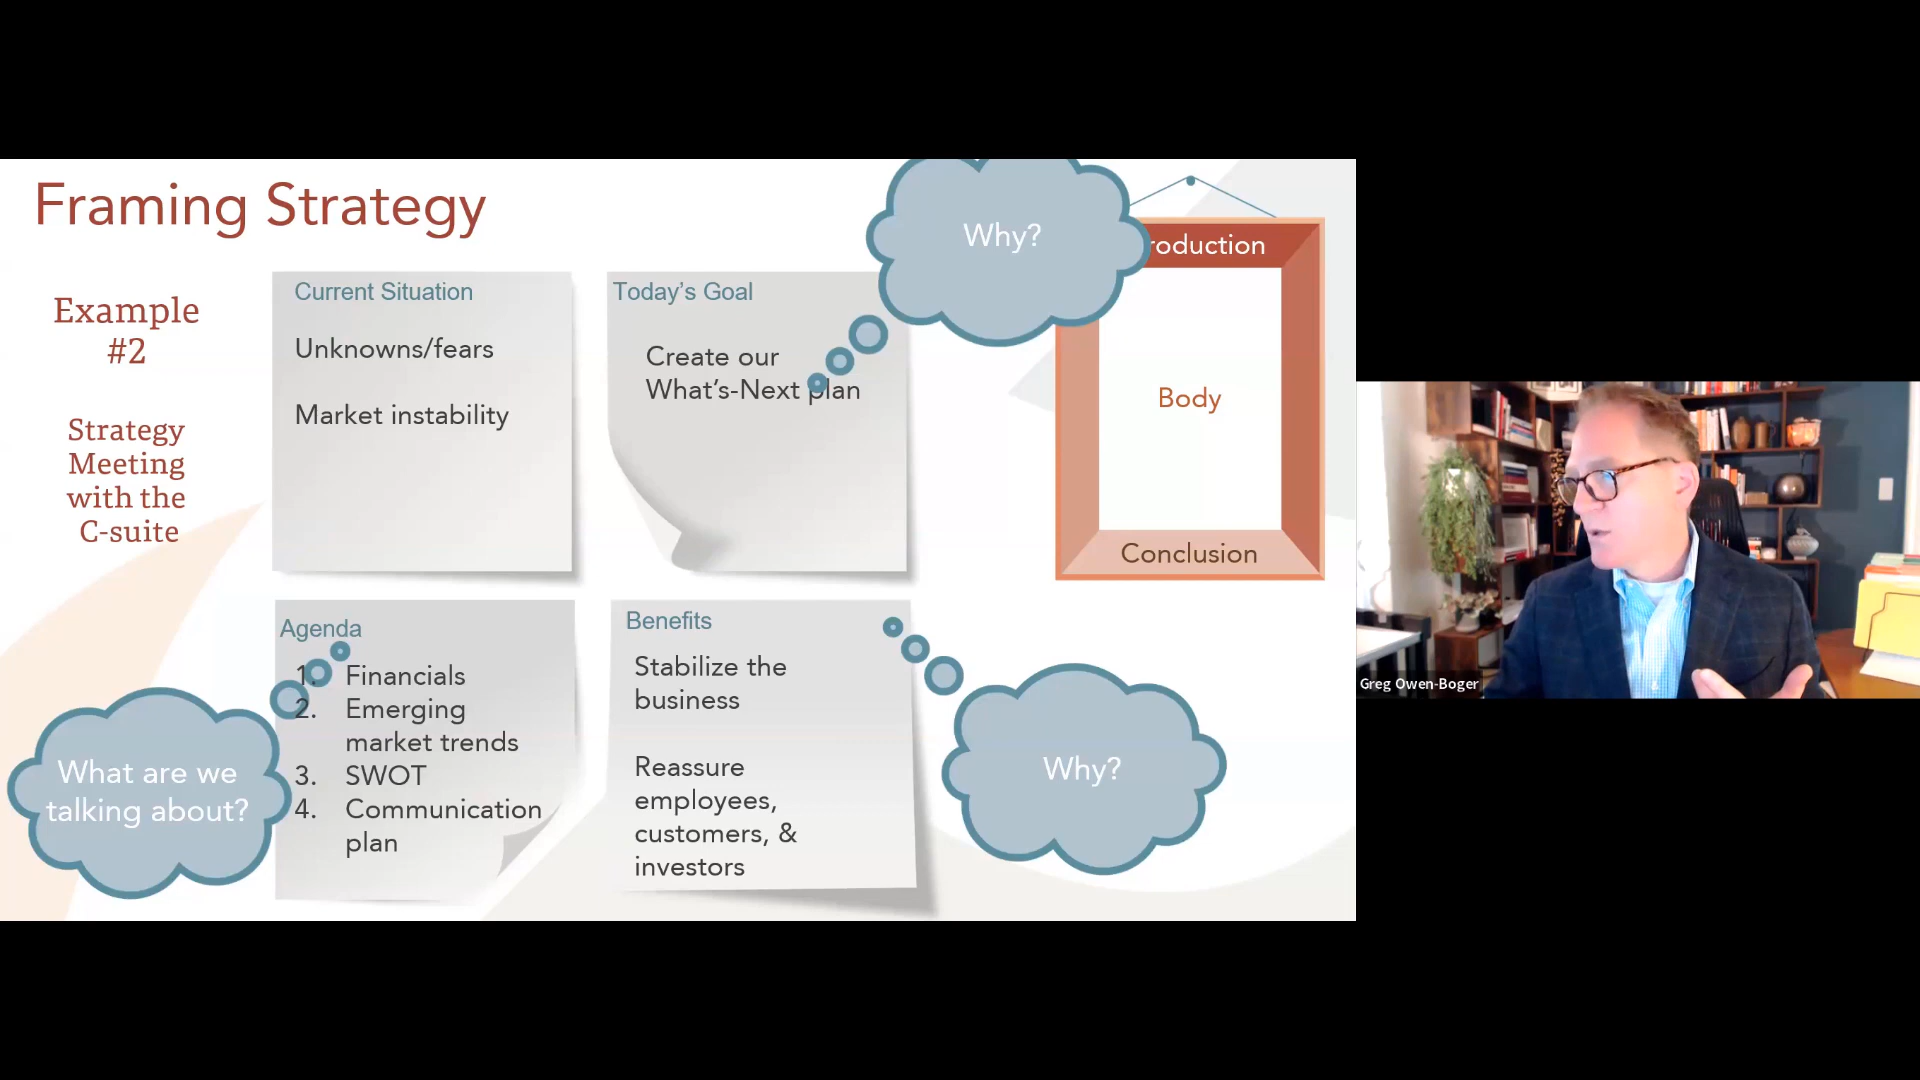 Framing Strategy
Example
#2
Strategy
Meeting
with the
C-suite
Current Situation
Unknowns/fears
Market instability
Today's Goal
Create our
What's-Next plan
Why?
roduction
Body
Conclusion
Agenda
1. Financials
2. Emerging
market trends
3. SWOT
4. Communication
plan
What are we
talking about?
Benefits
Stabilize the
business
Reassure
employees,
customers, &
investors
Why?
Greg Owen-Boger